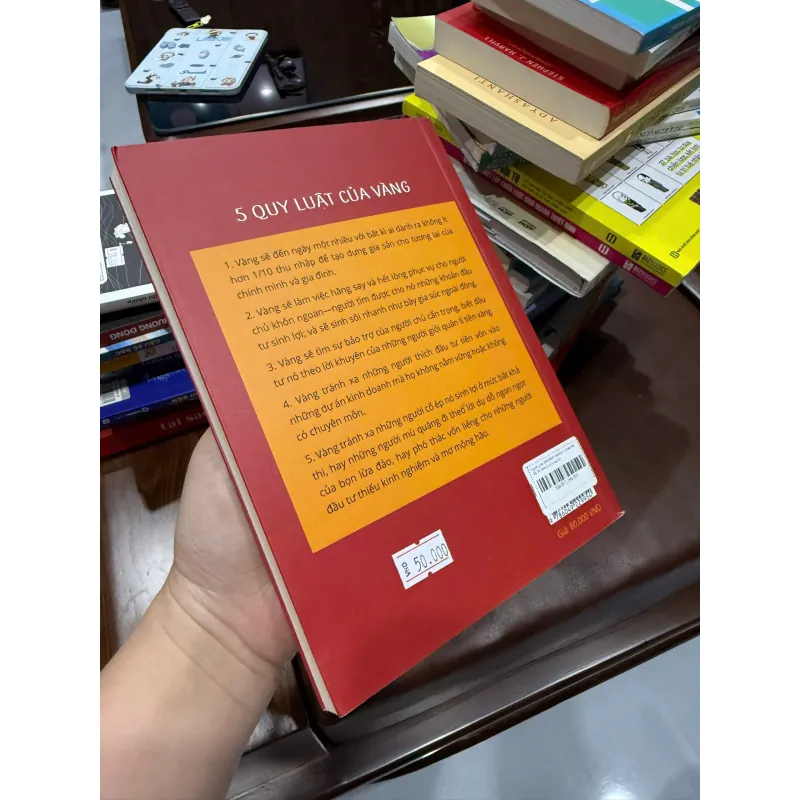 5 QUY LUẬT CỦA VÀNG
1. Vàng sẽ đến ngày một nhiều với bất kì ai dành ra không ít
hơn 1/10 thu nhập để tạo dựng gia sản cho tương lai của
chính mình và gia đình.
2. Vàng sẽ làm việc hăng say và hết lòng phục vụ cho người
chủ khôn ngoan—người tìm được cho nó những khoản đầu
tư sinh lợi; và sẽ sinh sôi nhanh như bầy gia súc ngoài đồng.
3. Vàng sẽ tìm sự bảo trợ của người chủ cẩn trọng, biết đầu
tư nó theo lời khuyên của những người giỏi quản lí tiền vàng.
4. Vàng tránh xa những người thích đầu tư tiền vốn vào
những dự án kinh doanh mà họ không nắm vững hoặc không
có chuyên môn.
5. Vàng tránh xa những người cố ép nó sinh lợi ở mức bất khả
thi, hay những người mù quáng đi theo lời dụ dỗ ngon ngọt
của bọn lừa đảo, hay phó thác vốn liếng cho những người
đầu tư thiếu kinh nghiệm và mơ mộng hão.
Giá: 80.000 VND
VND
50.000
STEPHEN J. HARVILL
ADYASHANTI